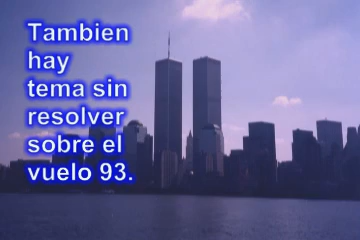 Tambien
hay
tema sin
resolver
sobre el
vuelo 93.